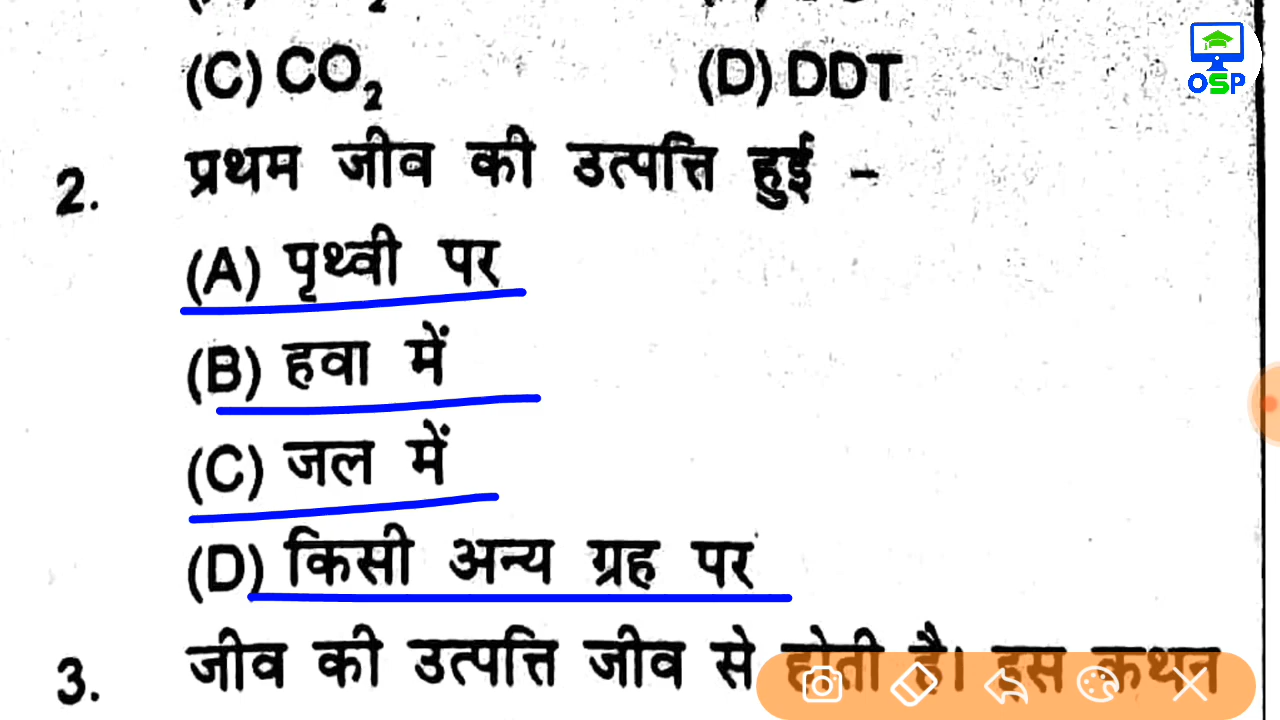 (C) CO₂ (D) DDT
OSP
2. प्रथम जीव की उत्पत्ति हुई -
(A) पृथ्वी पर
(B) हवा में
(C) जल में
(D) किसी अन्य ग्रह पर
3. जीव की उत्पत्ति जीव से होती है। इस कथन